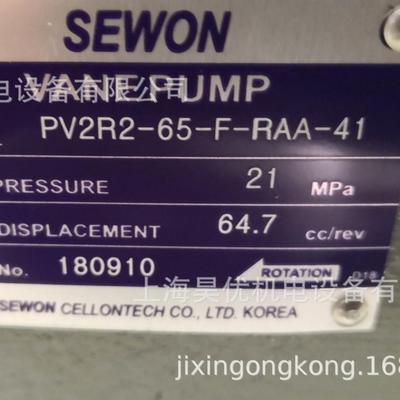 SEWON
电设备有限公司
VANE PUMP
PV2R2-65-F-RAA-41
PRESSURE 21 MPa
DISPLACEMENT 64.7 cc/rev
No. 180910 ROTATION D18
上海昊优机电设备有限
SEWON CELLONTECH CO., LTD. KOREA
jixingongkong.168